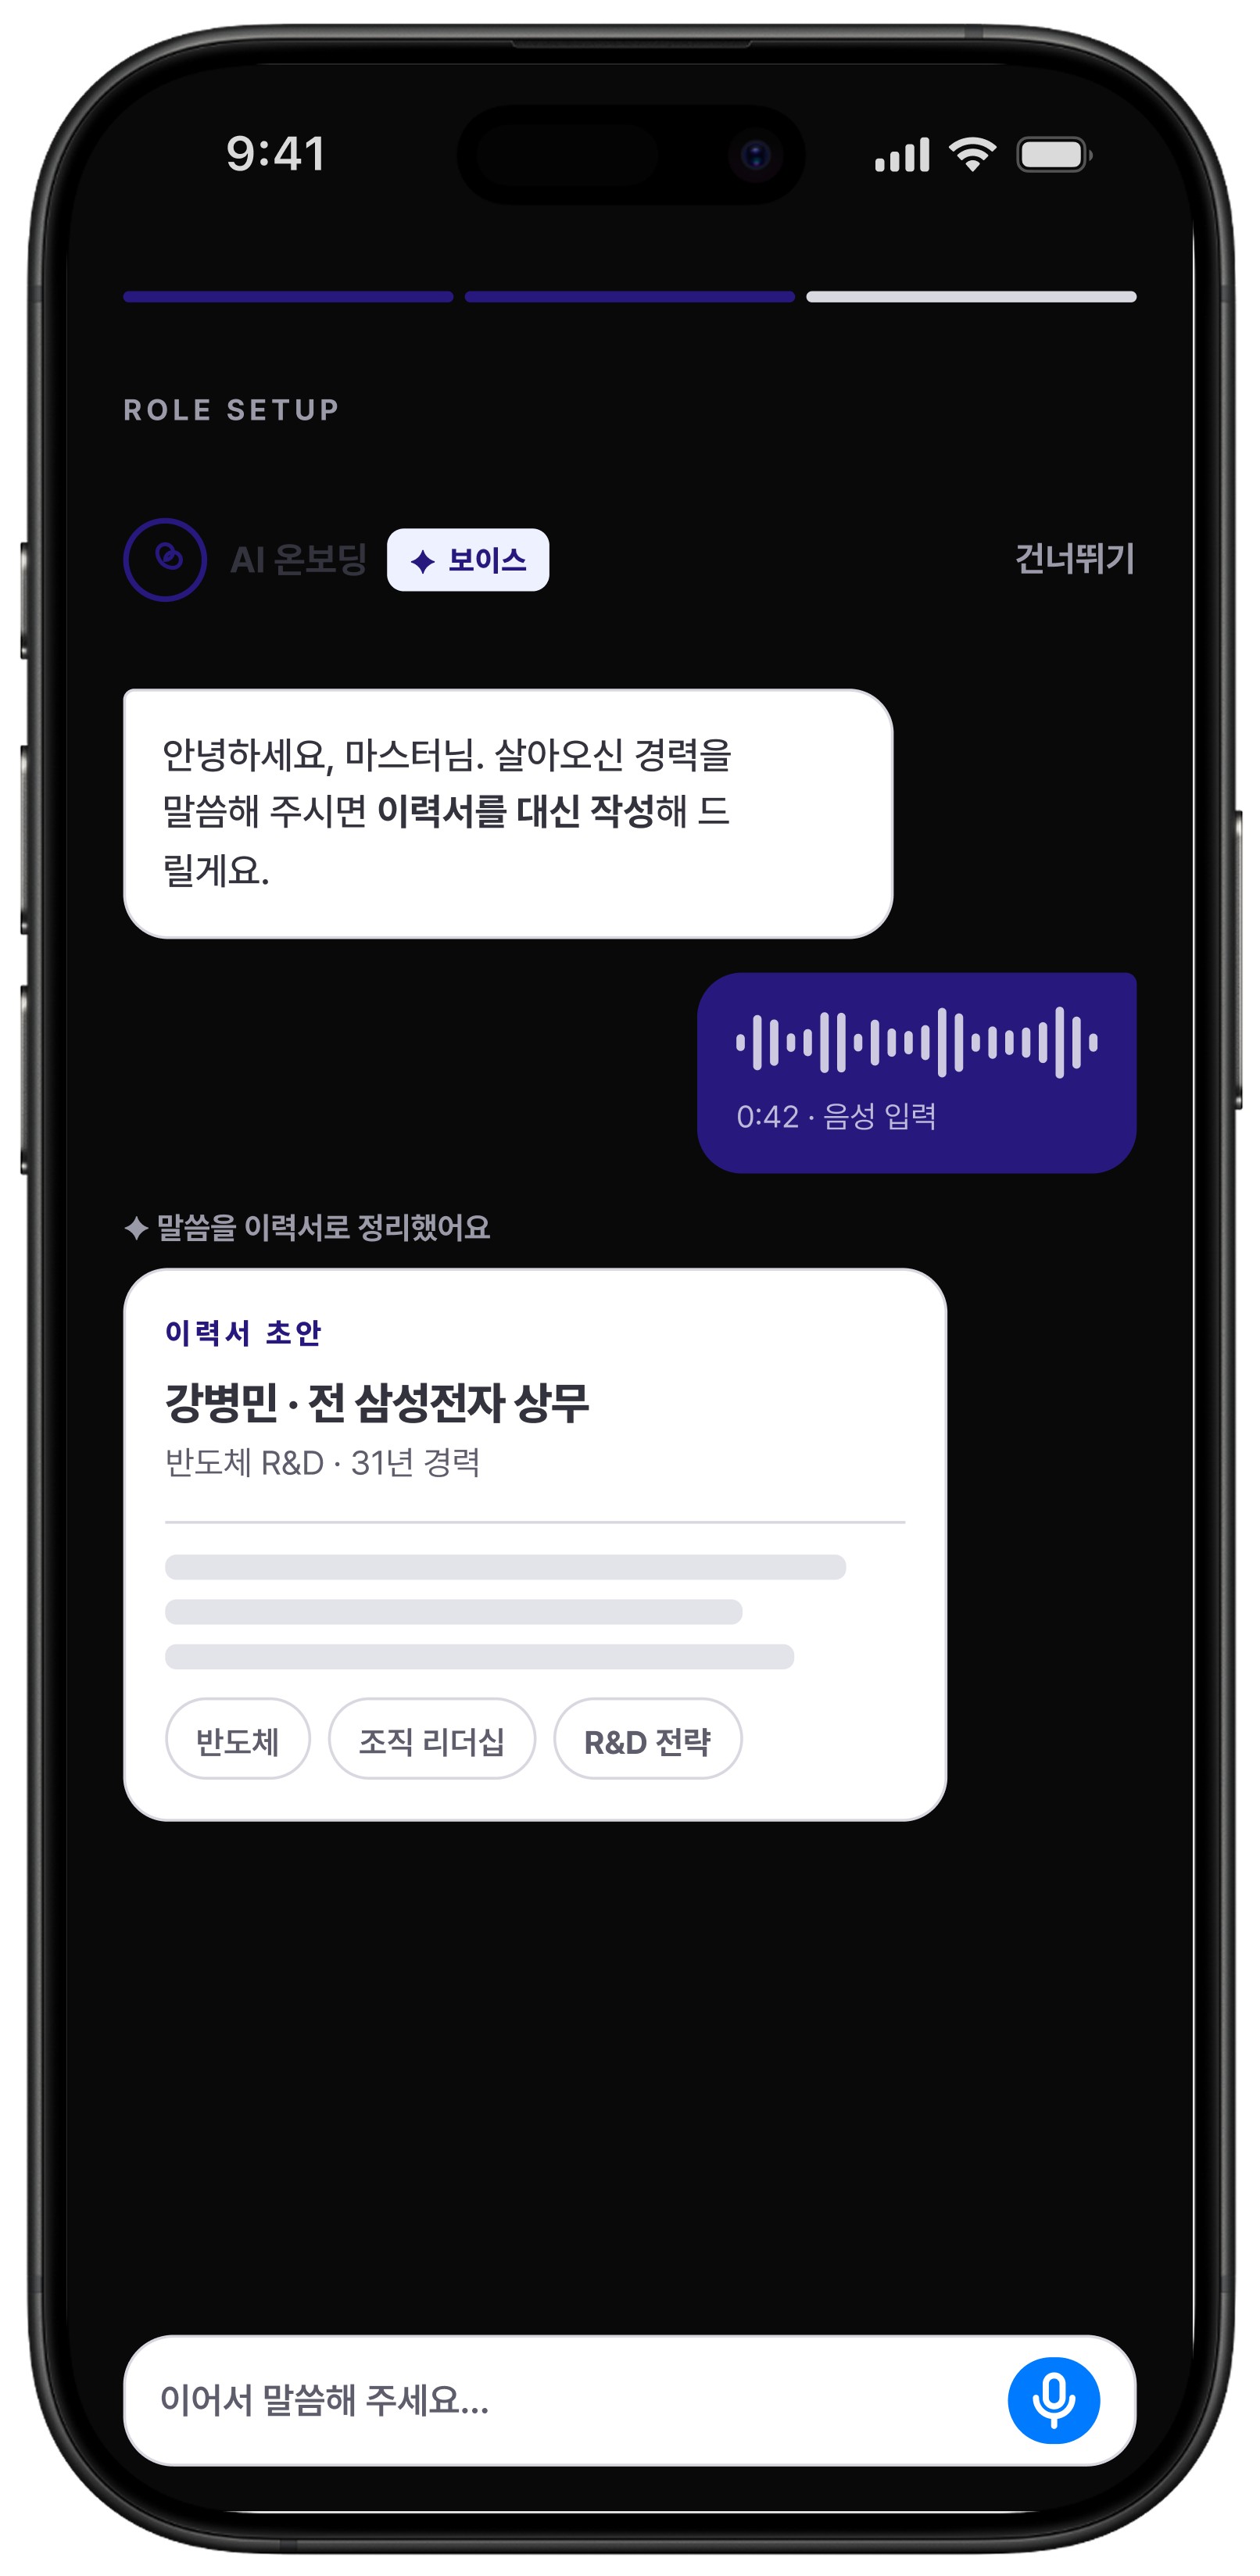 9:41
ROLE SETUP
AI 온보딩 보이스 건너뛰기
안녕하세요, 마스터님. 살아오신 경력을
말씀해 주시면 이력서를 대신 작성해 드
릴게요.
0:42 · 음성 입력
말씀을 이력서로 정리했어요
이력서 초안
강병민 · 전 삼성전자 상무
반도체 R&D · 31년 경력
반도체 조직 리더십 R&D 전략
이어서 말씀해 주세요...